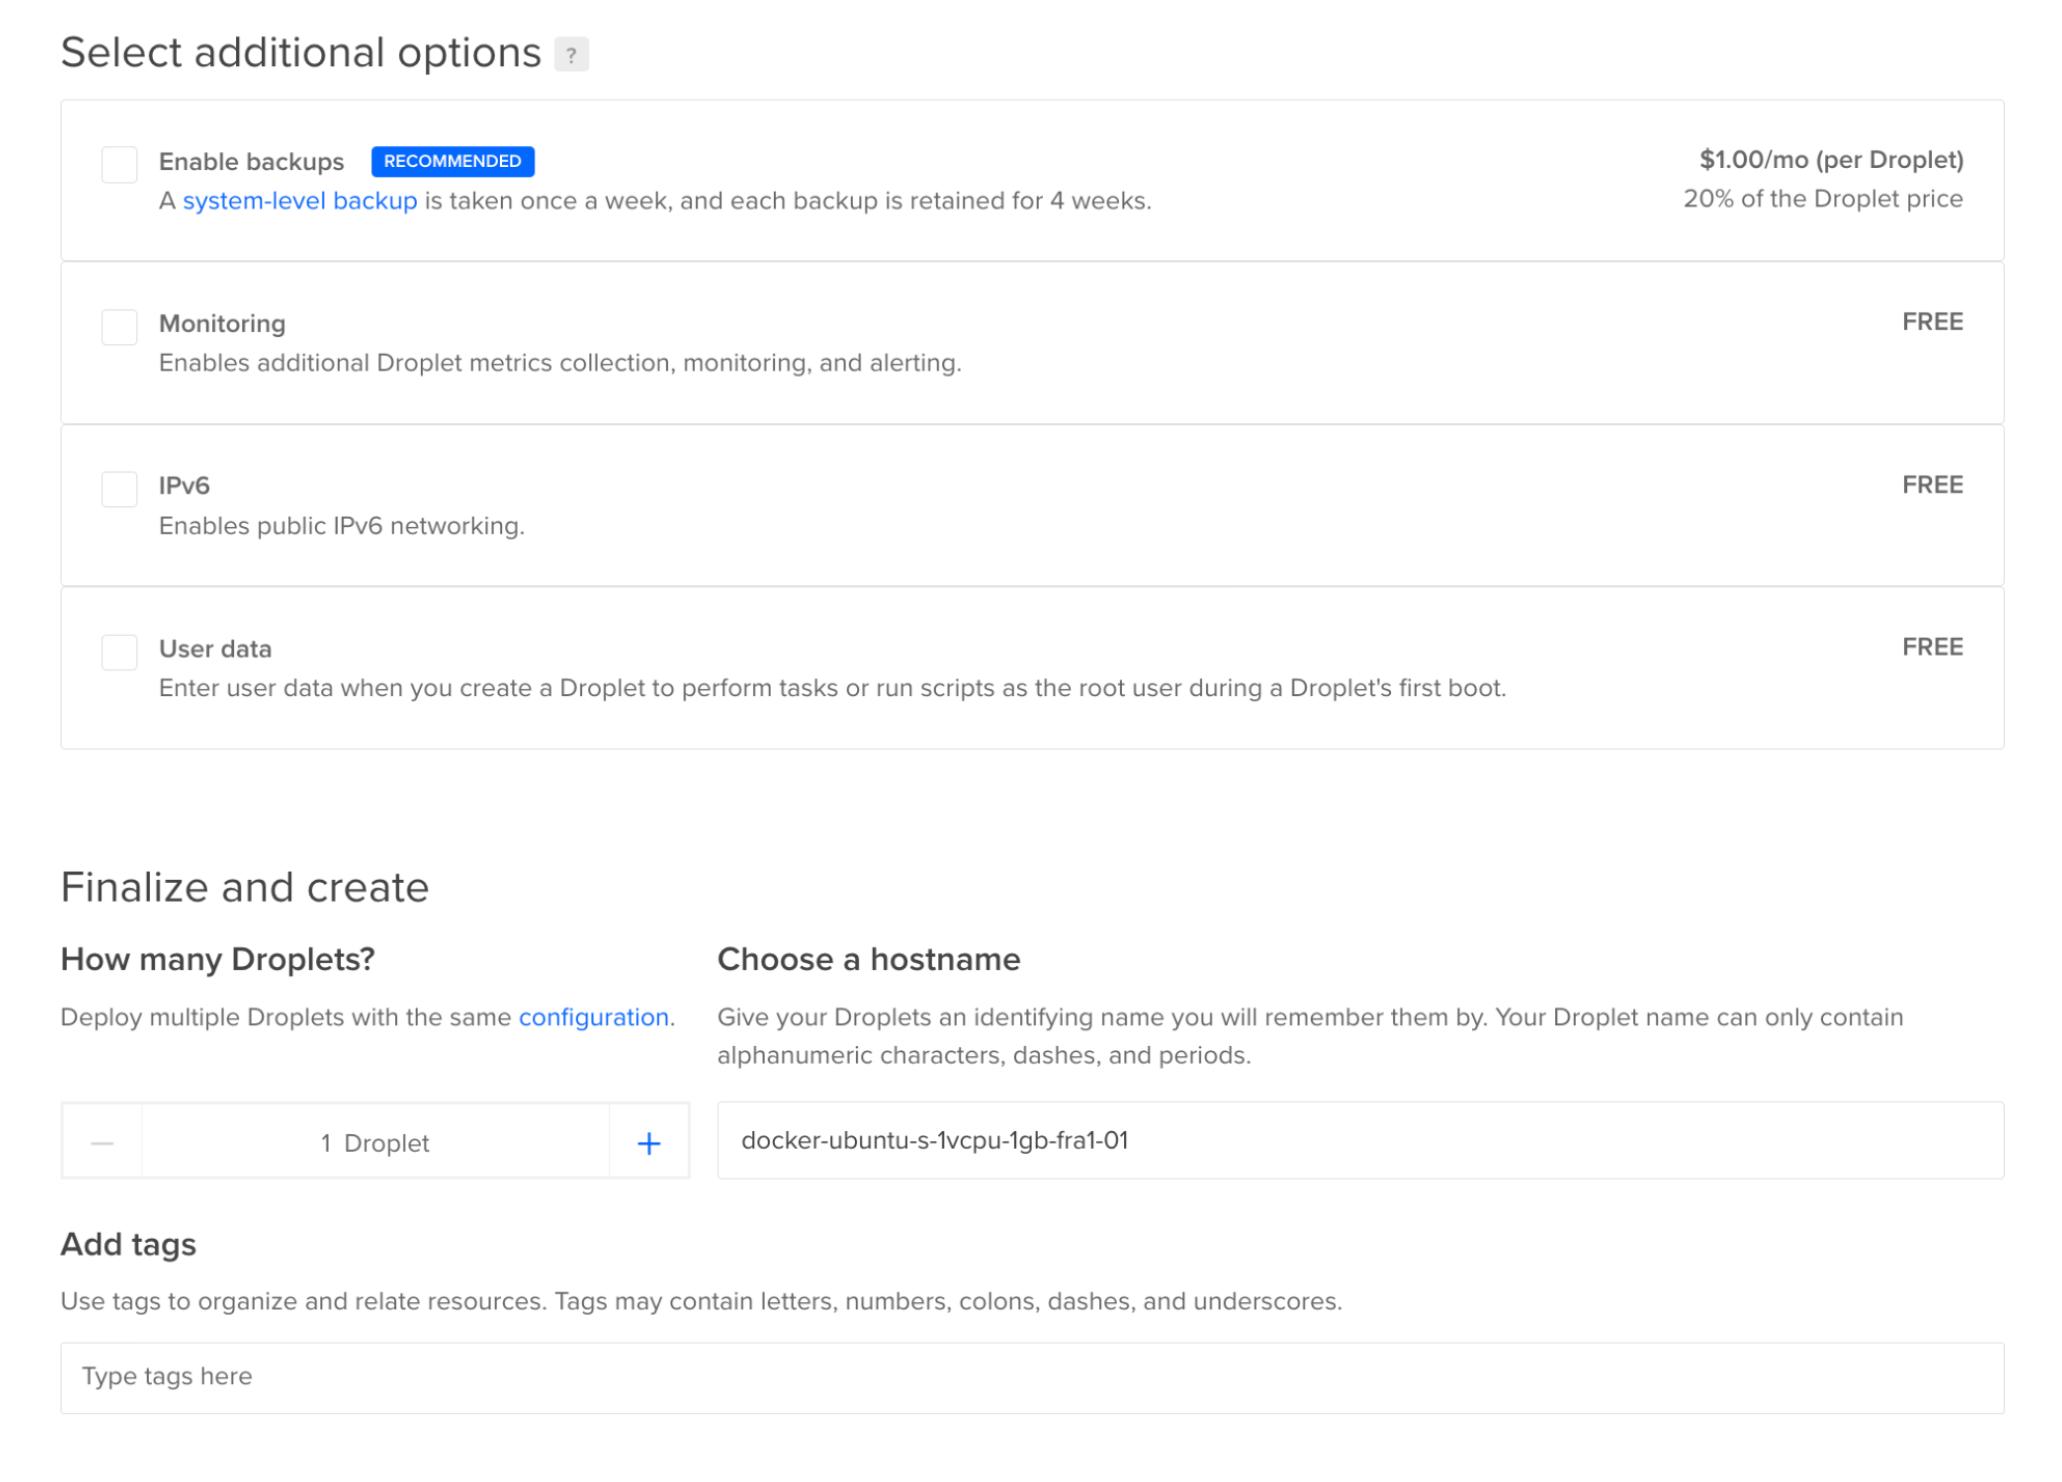 Select additional options ?
Enable backups RECOMMENDED
$1.00/mo (per Droplet)
A system-level backup is taken once a week, and each backup is retained for 4 weeks.
20% of the Droplet price
Monitoring
FREE
Enables additional Droplet metrics collection, monitoring, and alerting.
IPv6
FREE
Enables public IPv6 networking.
User data
FREE
Enter user data when you create a Droplet to perform tasks or run scripts as the root user during a Droplet's first boot.
Finalize and create
How many Droplets?
Deploy multiple Droplets with the same configuration.
1 Droplet
Choose a hostname
Give your Droplets an identifying name you will remember them by. Your Droplet name can only contain
alphanumeric characters, dashes, and periods.
docker-ubuntu-s-1vcpu-1gb-fra1-01
Add tags
Use tags to organize and relate resources. Tags may contain letters, numbers, colons, dashes, and underscores.
Type tags here